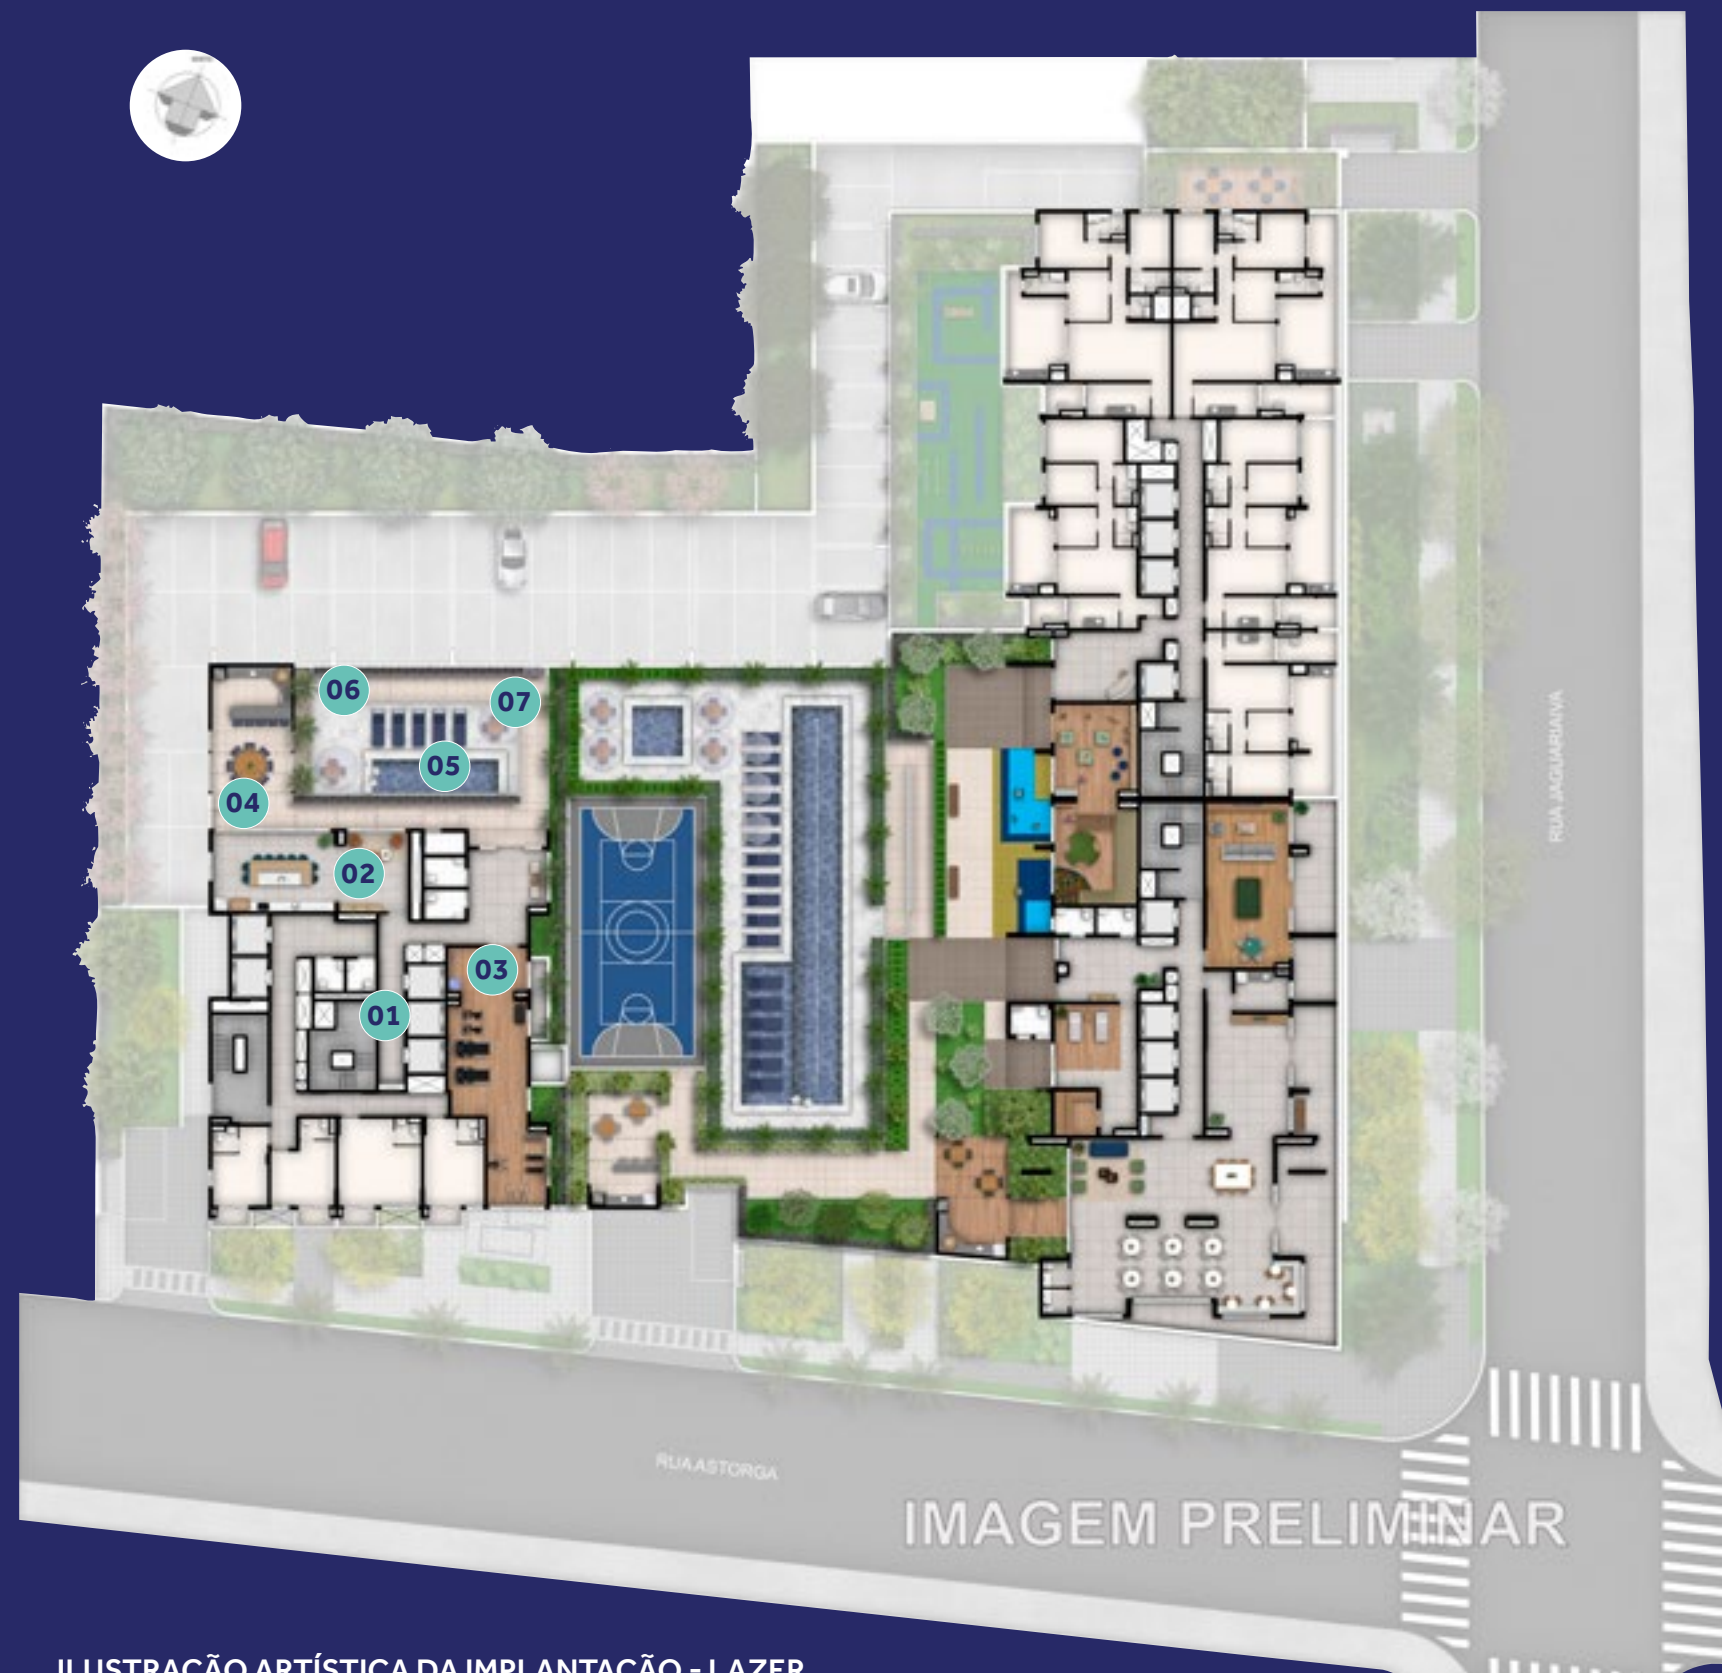 06
07
05
04
02
03
01
RUA JAGUARIAIVA
RUA ASTORGA
IMAGEM PRELIMINAR
ILUSTRAÇÃO ARTÍSTICA DA IMPLANTAÇÃO - LAZER